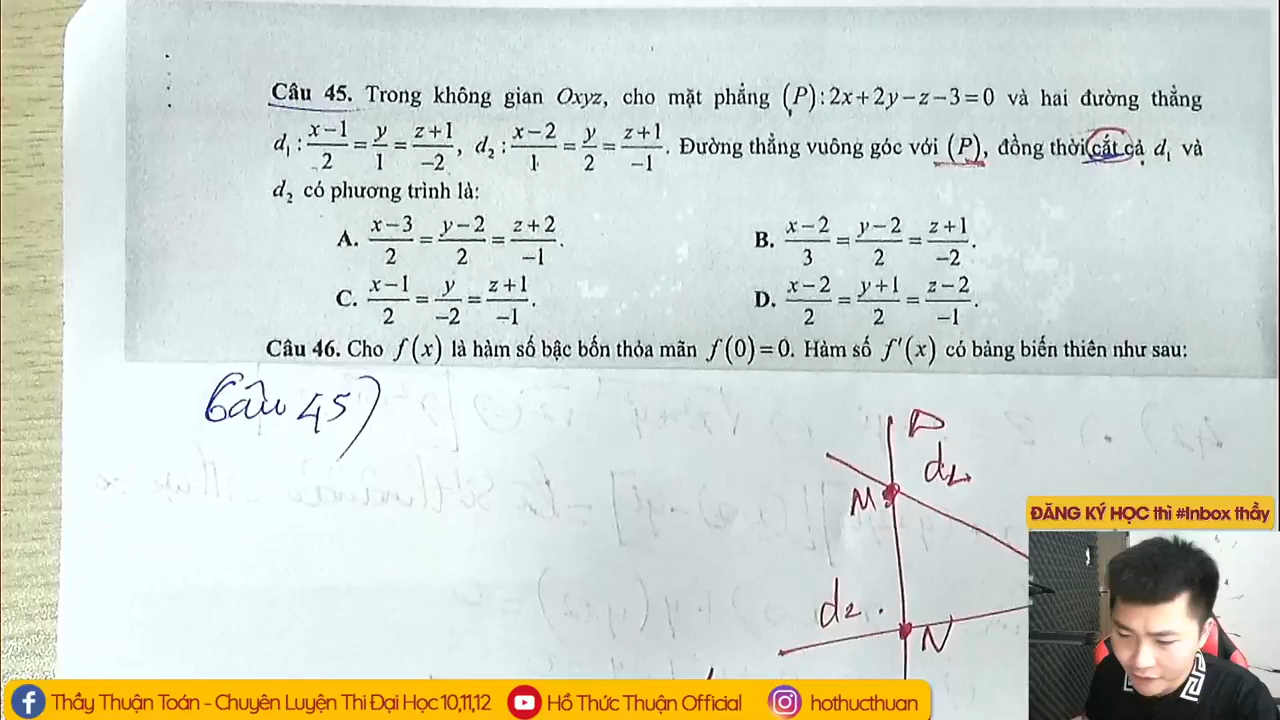 Câu 45. Trong không gian Oxyz, cho mặt phẳng (P): 2x+2y−z−3=0 và hai đường thẳng
d₁: (x−1)/2 = y/1 = (z+1)/−2, d₂: (x−2)/1 = y/2 = (z+1)/−1. Đường thẳng vuông góc với (P), đồng thời cắt cả d₁ và
d₂ có phương trình là:
A. (x−3)/2 = (y−2)/2 = (z+2)/−1. B. (x−2)/3 = (y−2)/2 = (z+1)/−2.
C. (x−1)/2 = y/−2 = (z+1)/−1. D. (x−2)/2 = (y+1)/2 = (z−2)/−1.
Câu 46. Cho f(x) là hàm số bậc bốn thỏa mãn f(0)=0. Hàm số f'(x) có bảng biến thiên như sau:
Câu 45)
M
d₂
N
ĐĂNG KÝ HỌC thì #Inbox thầy
Thầy Thuận Toán - Chuyên Luyện Thi Đại Học 10,11,12 Hồ Thức Thuận Official hothucthuan